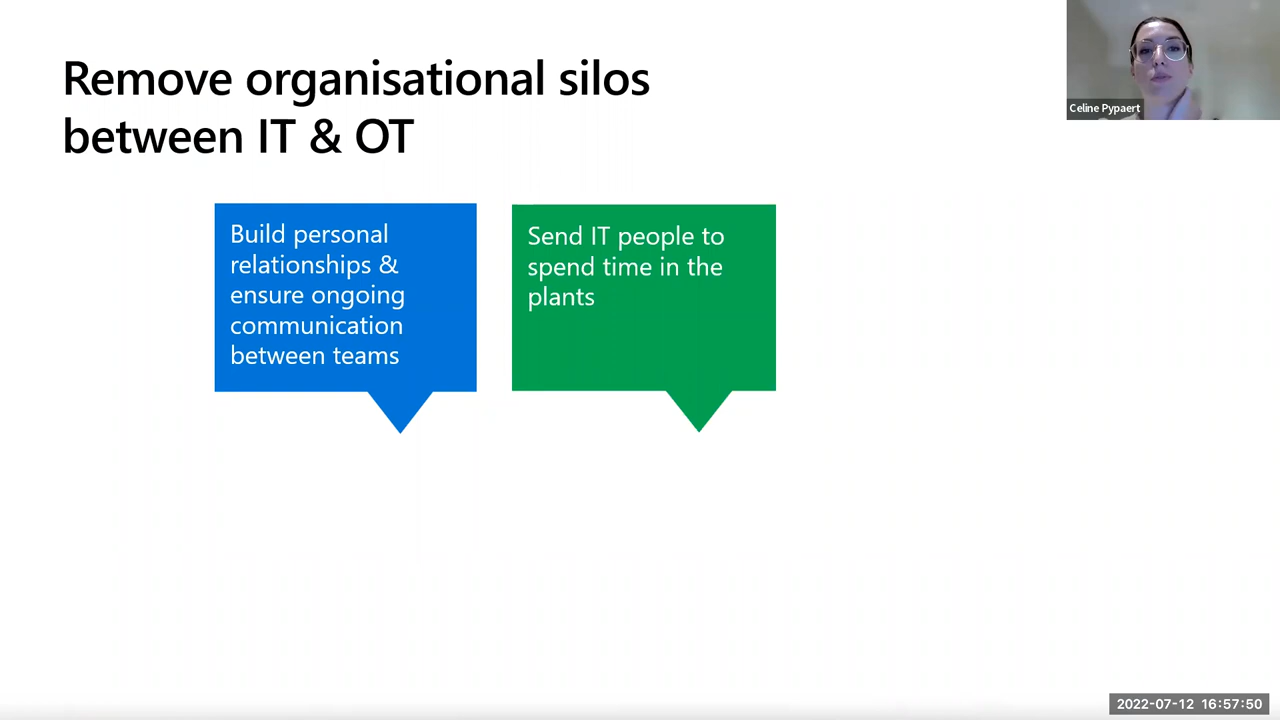 Remove organisational silos
between IT & OT
Celine Pypaert
Build personal
relationships &
ensure ongoing
communication
between teams
Send IT people to
spend time in the
plants
2022-07-12 16:57:50